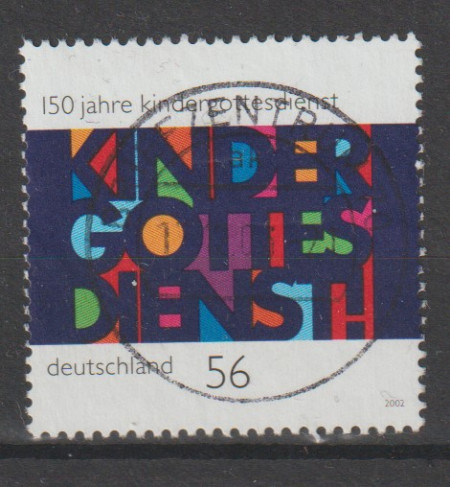 150 jahre kindergottesdienst
KINDER
GOTTES
DIENST
deutschland 56
2002